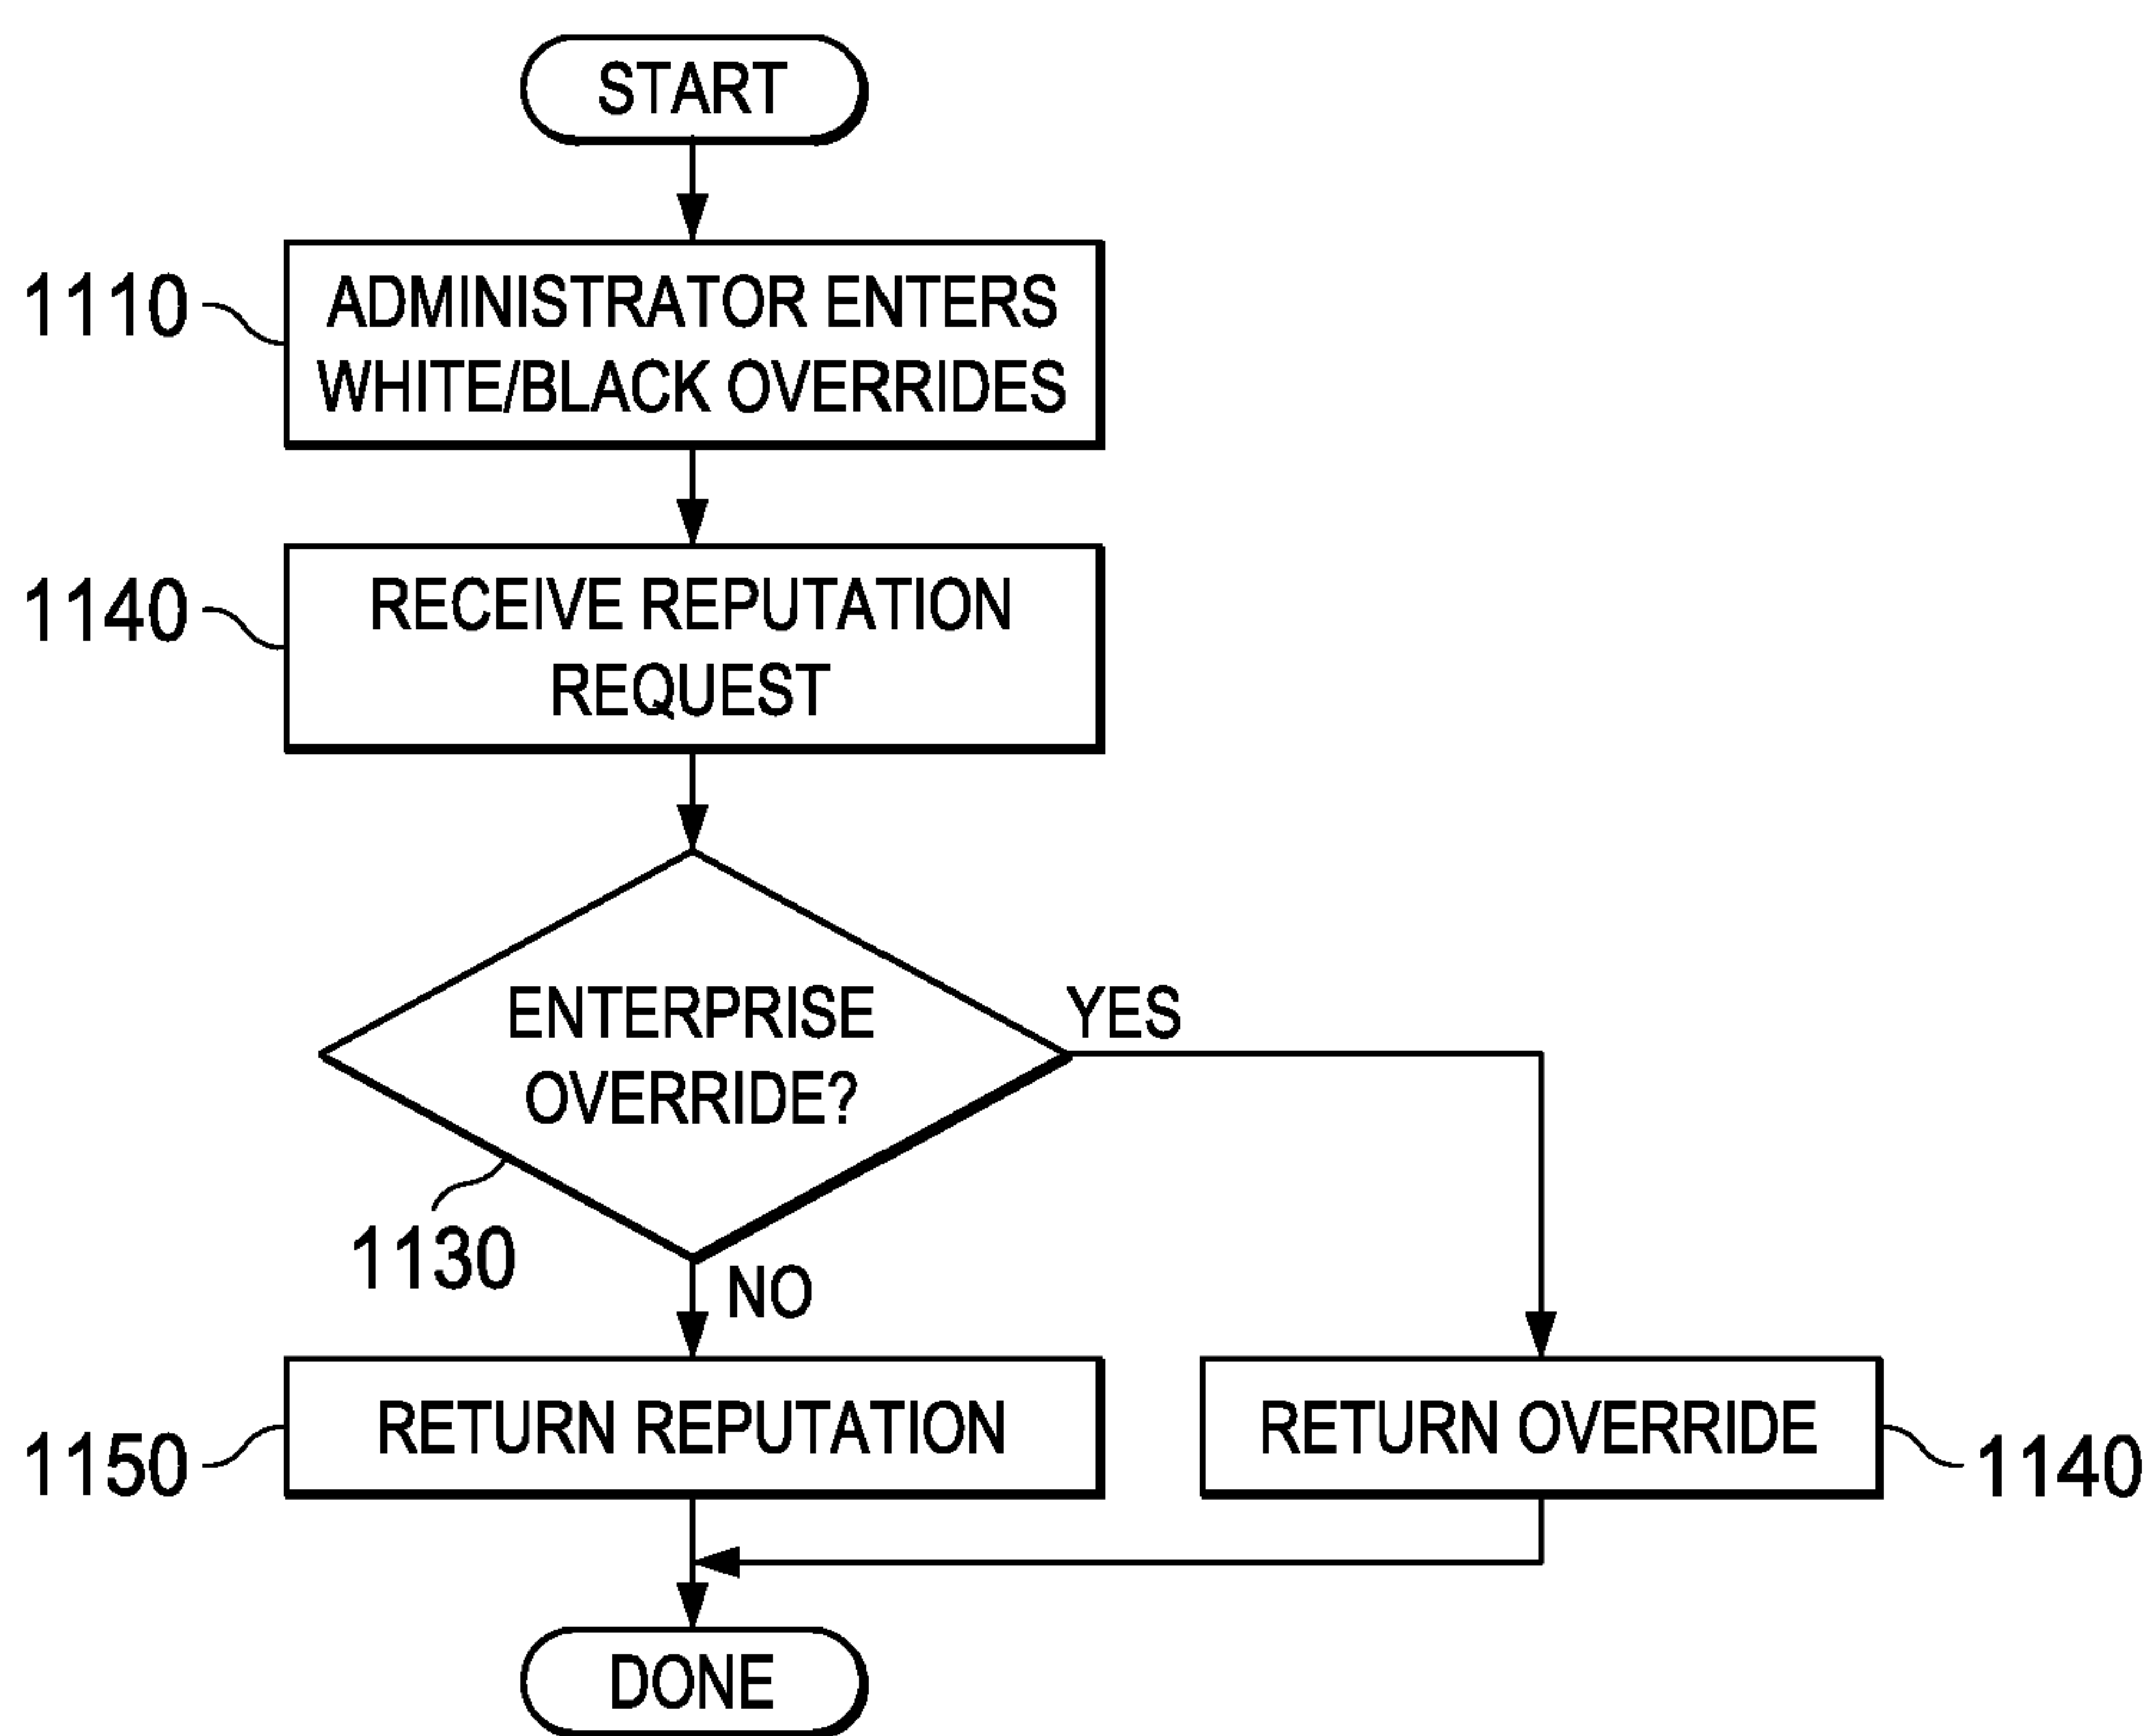 START
1110
ADMINISTRATOR ENTERS
WHITE/BLACK OVERRIDES
1140
RECEIVE REPUTATION
REQUEST
ENTERPRISE
OVERRIDE?
YES
1130
NO
1150
RETURN REPUTATION
RETURN OVERRIDE
1140
DONE